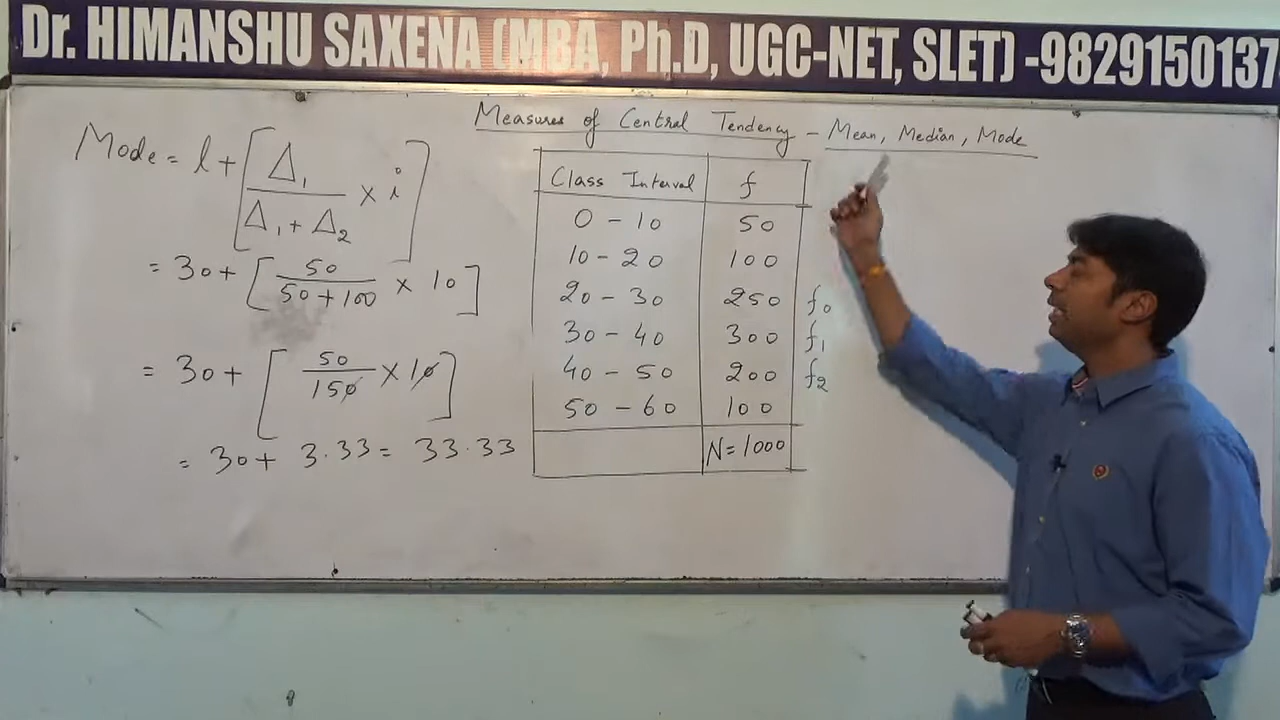 Dr. HIMANSHU SAXENA (MBA, Ph.D, UGC-NET, SLET) -9829150137
Measures of Central Tendency - Mean, Median, Mode
Mode = l + [Δ₁ / (Δ₁ + Δ₂) × i]
= 30 + [50 / (50 + 100) × 10]
= 30 + [50 / 150 × 10]
= 30 + 3.33 = 33.33
Class Interval f
0 - 10 50
10 - 20 100
20 - 30 250 f₀
30 - 40 300 f₁
40 - 50 200 f₂
50 - 60 100
N = 1000